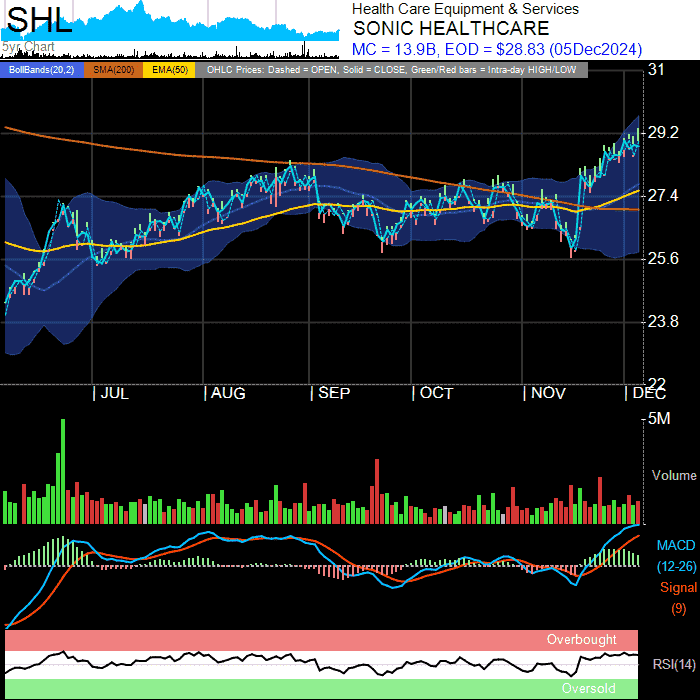 SHL
5yr Chart
Health Care Equipment & Services
SONIC HEALTHCARE
MC = 13.9B, EOD = $28.83 (05Dec2024)
BollBands(20,2) SMA(200) EMA(50) OHLC Prices: Dashed = OPEN, Solid = CLOSE, Green/Red bars = Intra-day HIGH/LOW
31
29.2
27.4
25.6
23.8
22
| JUL | AUG | SEP | OCT | NOV | DEC
5M
Volume
MACD
(12-26)
Signal
(9)
Overbought
RSI(14)
Oversold